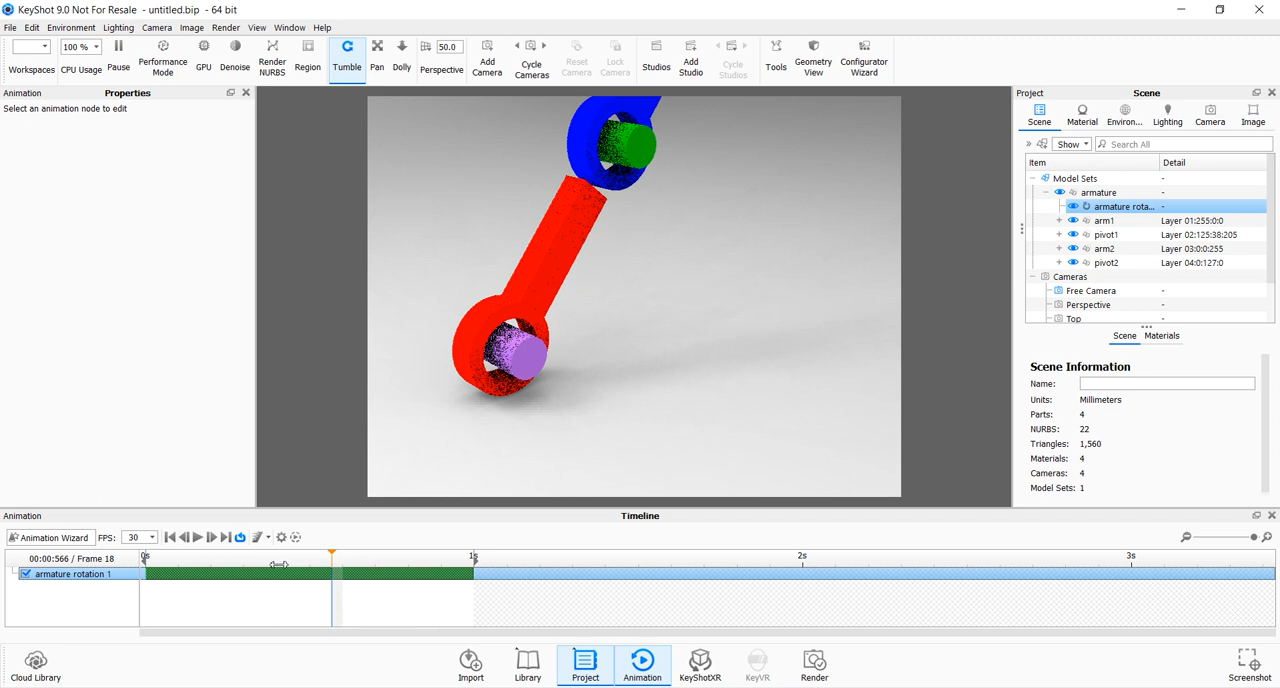 KeyShot 9.0 Not For Resale - untitled.bip - 64 bit
File Edit Environment Lighting Camera Image Render View Window Help
Workspaces
100 %
CPU Usage
Pause
Performance Mode
GPU
Denoise
Render NURBS
Region
Tumble
Pan
Dolly
50.0
Perspective
Add Camera
Cycle Cameras
Reset Camera
Lock Camera
Studios
Add Studio
Cycle Studios
Tools
Geometry View
Configurator Wizard
Animation Properties
Select an animation node to edit
Project Scene
Scene Material Environ... Lighting Camera Image
» Show Search All
Item Detail
Model Sets -
armature -
armature rota... -
arm1 Layer 01:255:0:0
pivot1 Layer 02:125:38:205
arm2 Layer 03:0:0:255
pivot2 Layer 04:0:127:0
Cameras
Free Camera -
Perspective -
Top -
Scene Materials
Scene Information
Name:
Units: Millimeters
Parts: 4
NURBS: 22
Triangles: 1,560
Materials: 4
Cameras: 4
Model Sets: 1
Animation Timeline
Animation Wizard FPS: 30
00:00:566 / Frame 18 0s 1s 2s 3s
armature rotation 1
Cloud Library Import Library Project Animation KeyShotXR KeyVR Render Screenshot